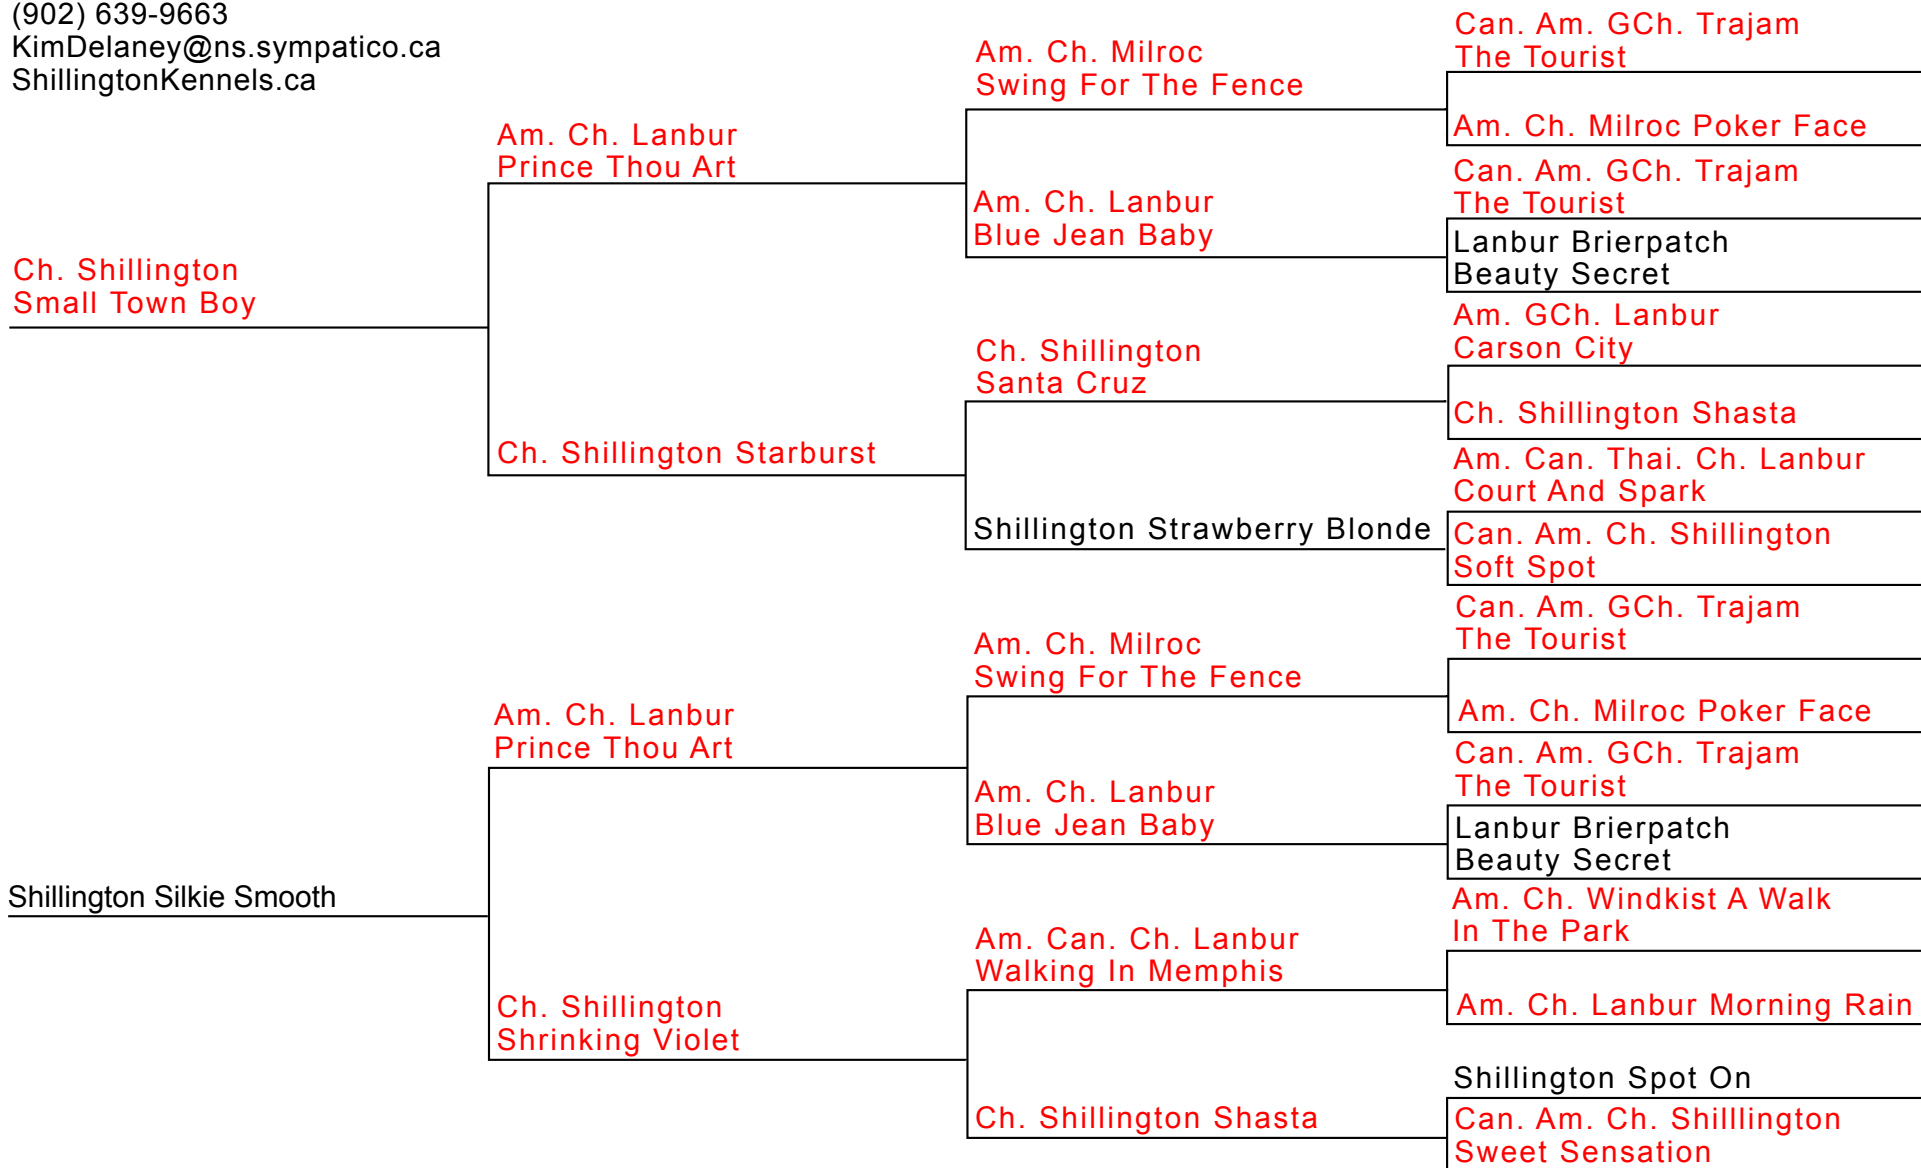 (902) 639-9663
KimDelaney@ns.sympatico.ca
ShillingtonKennels.ca
Ch. Shillington
Small Town Boy
Shillington Silkie Smooth
Am. Ch. Lanbur
Prince Thou Art
Ch. Shillington Starburst
Am. Ch. Lanbur
Prince Thou Art
Ch. Shillington
Shrinking Violet
Am. Ch. Milroc
Swing For The Fence
Am. Ch. Lanbur
Blue Jean Baby
Ch. Shillington
Santa Cruz
Shillington Strawberry Blonde
Am. Ch. Milroc
Swing For The Fence
Am. Ch. Lanbur
Blue Jean Baby
Am. Can. Ch. Lanbur
Walking In Memphis
Ch. Shillington Shasta
Can. Am. GCh. Trajam
The Tourist
Am. Ch. Milroc Poker Face
Can. Am. GCh. Trajam
The Tourist
Lanbur Brierpatch
Beauty Secret
Am. GCh. Lanbur
Carson City
Ch. Shillington Shasta
Am. Can. Thai. Ch. Lanbur
Court And Spark
Can. Am. Ch. Shillington
Soft Spot
Can. Am. GCh. Trajam
The Tourist
Am. Ch. Milroc Poker Face
Can. Am. GCh. Trajam
The Tourist
Lanbur Brierpatch
Beauty Secret
Am. Ch. Windkist A Walk
In The Park
Am. Ch. Lanbur Morning Rain
Shillington Spot On
Can. Am. Ch. Shilllington
Sweet Sensation